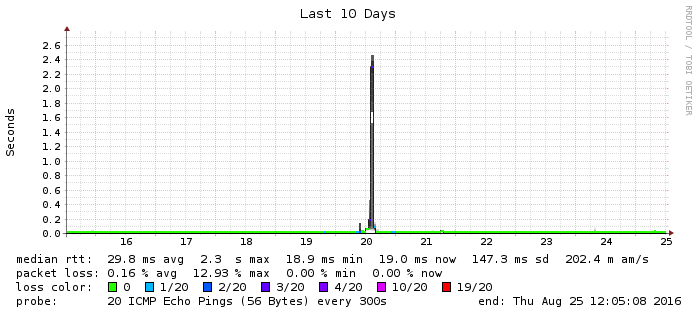 Last 10 Days
RRDTOOL / TOBI OETIKER
Seconds
2.6
2.4
2.2
2.0
1.8
1.6
1.4
1.2
1.0
0.8
0.6
0.4
0.2
0.0
16 17 18 19 20 21 22 23 24 25
median rtt: 29.8 ms avg 2.3 s max 18.9 ms min 19.0 ms now 147.3 ms sd 202.4 m am/s
packet loss: 0.16 % avg 12.93 % max 0.00 % min 0.00 % now
loss color: 0 1/20 2/20 3/20 4/20 10/20 19/20
probe: 20 ICMP Echo Pings (56 Bytes) every 300s end: Thu Aug 25 12:05:08 2016